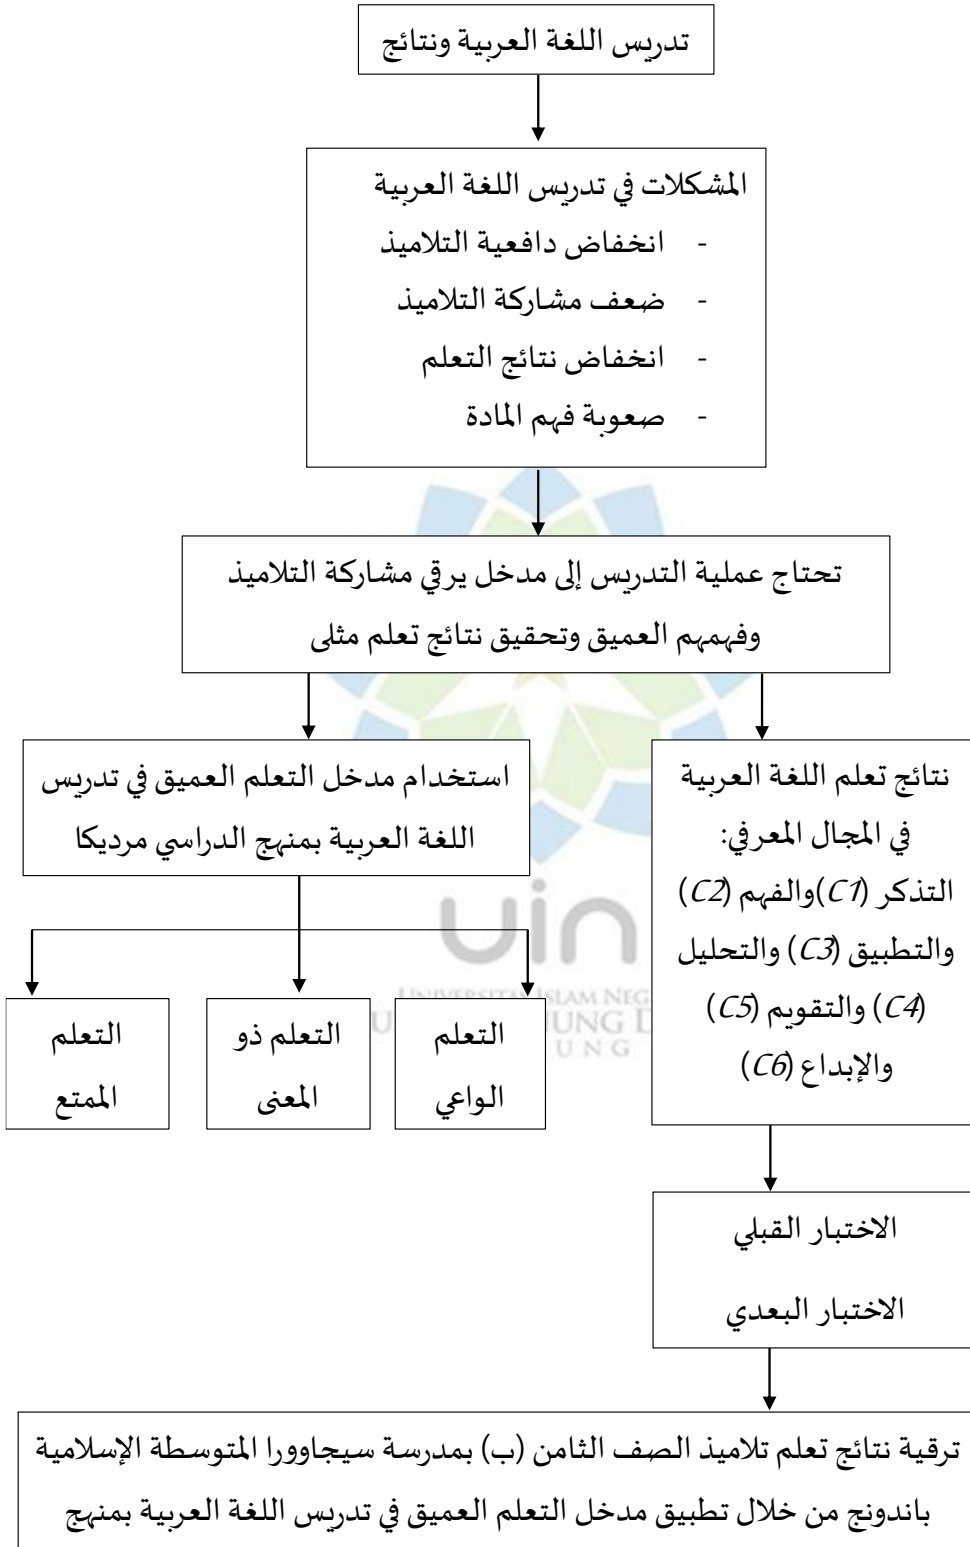 تدريس اللغة العربية ونتائج
المشكلات في تدريس اللغة العربية
- انخفاض دافعية التلاميذ
- ضعف مشاركة التلاميذ
- انخفاض نتائج التعلم
- صعوبة فهم المادة
تحتاج عملية التدريس إلى مدخل يرقي مشاركة التلاميذ
وفهمهم العميق وتحقيق نتائج تعلم مثلى
نتائج تعلم اللغة العربية
في المجال المعرفي:
التذكر (C1)والفهم (C2)
والتطبيق (C3) والتحليل
(C4) والتقويم (C5)
والإبداع (C6)
استخدام مدخل التعلم العميق في تدريس
اللغة العربية بمنهج الدراسي مرديكا
التعلم
الواعي
التعلم ذو
المعنى
التعلم
الممتع
uin
UNIVERSITAS ISLAM NEG
UNG D
UNG
الاختبار القبلي
الاختبار البعدي
ترقية نتائج تعلم تلاميذ الصف الثامن (ب) بمدرسة سيجاوورا المتوسطة الإسلامية
باندونج من خلال تطبيق مدخل التعلم العميق في تدريس اللغة العربية بمنهج